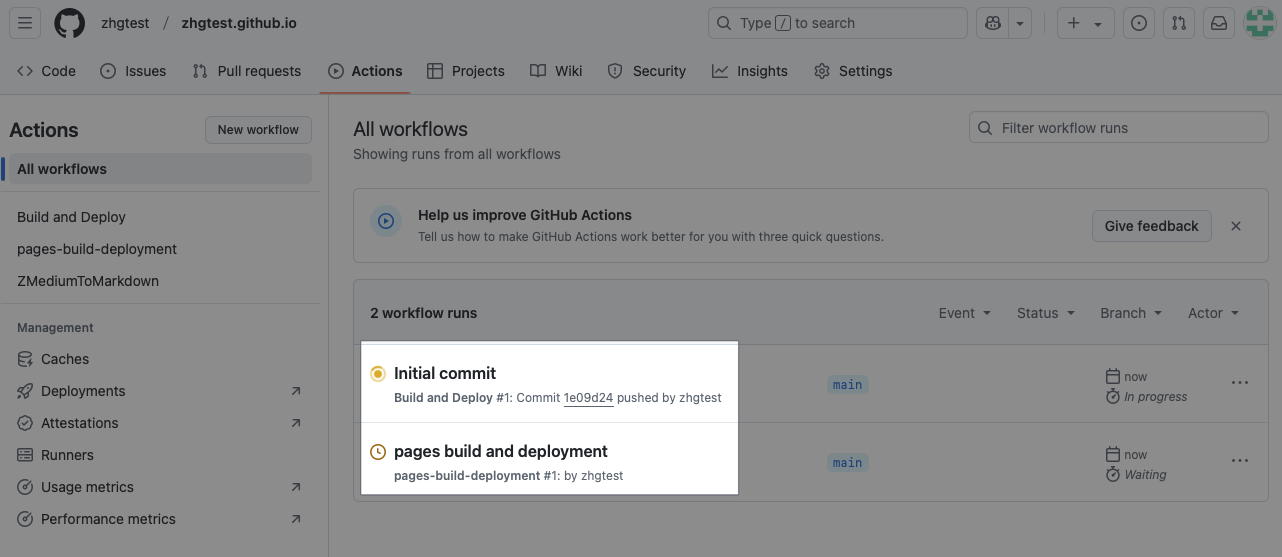 zhgtest / zhgtest.github.io
Type / to search
Code Issues Pull requests Actions Projects Wiki Security Insights Settings
Actions
New workflow
All workflows
Build and Deploy
pages-build-deployment
ZMediumToMarkdown
Management
Caches
Deployments
Attestations
Runners
Usage metrics
Performance metrics
All workflows
Showing runs from all workflows
Filter workflow runs
Help us improve GitHub Actions
Tell us how to make GitHub Actions work better for you with three quick questions.
Give feedback
2 workflow runs
Event Status Branch Actor
Initial commit
Build and Deploy #1: Commit 1e09d24 pushed by zhgtest
main
now
In progress
pages build and deployment
pages-build-deployment #1: by zhgtest
main
now
Waiting